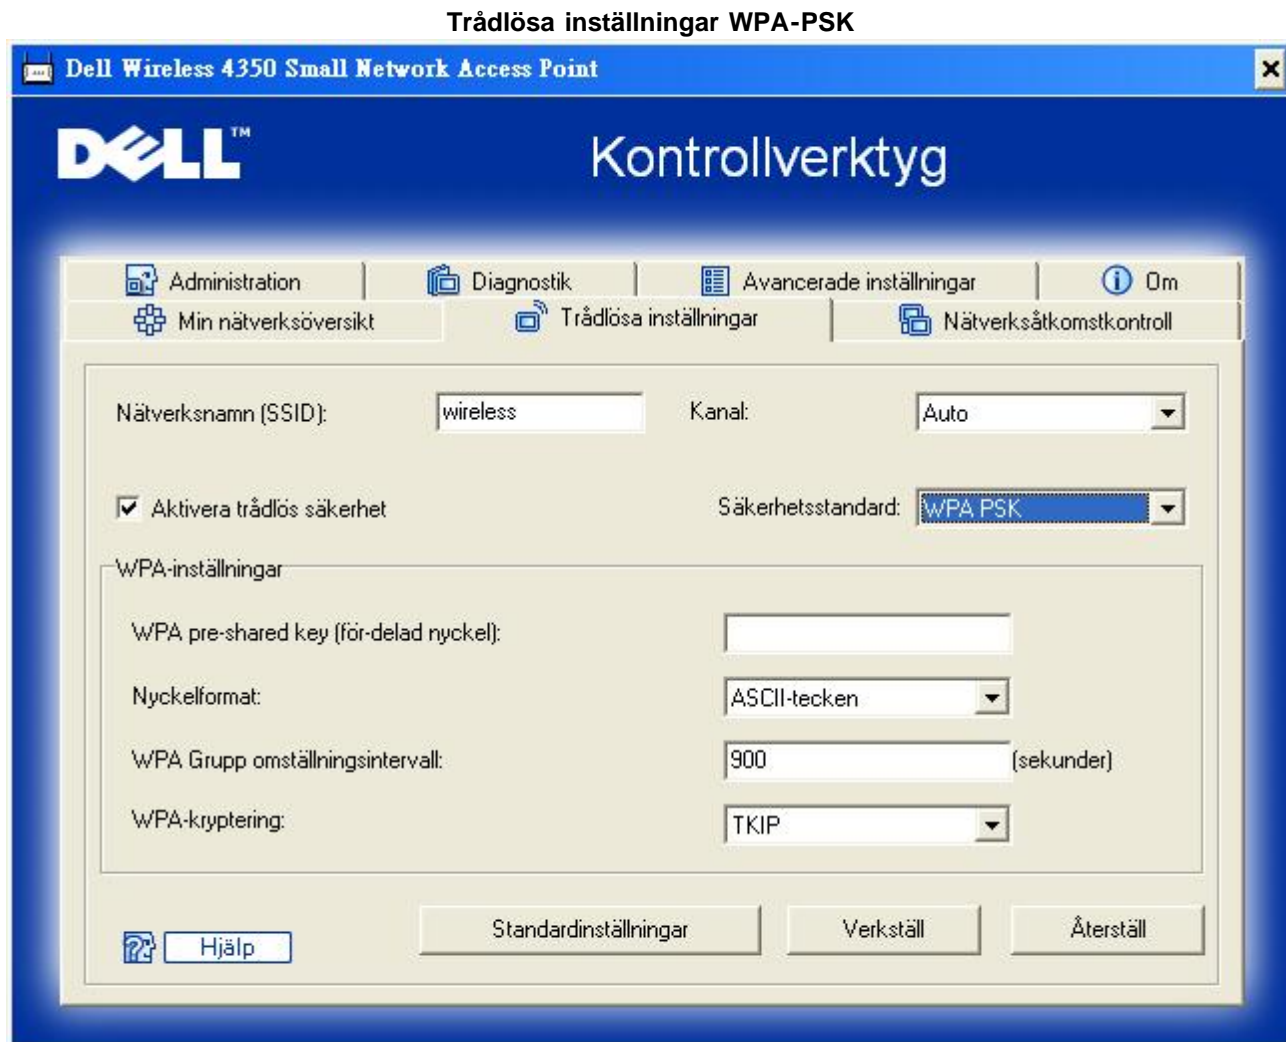 Trådlösa inställningar WPA-PSK
Dell Wireless 4350 Small Network Access Point
DELL™
Kontrollverktyg
Administration
Diagnostik
Avancerade inställningar
Om
Min nätverksöversikt
Trådlösa inställningar
Nätverksåtkomstkontroll
Nätverksnamn (SSID):
wireless
Kanal:
Auto
Aktivera trådlös säkerhet
Säkerhetsstandard:
WPA PSK
WPA-inställningar
WPA pre-shared key (för-delad nyckel):
Nyckelformat:
ASCII-tecken
WPA Grupp omställningsintervall:
900
(sekunder)
WPA-kryptering:
TKIP
Hjälp
Standardinställningar
Verkställ
Återställ